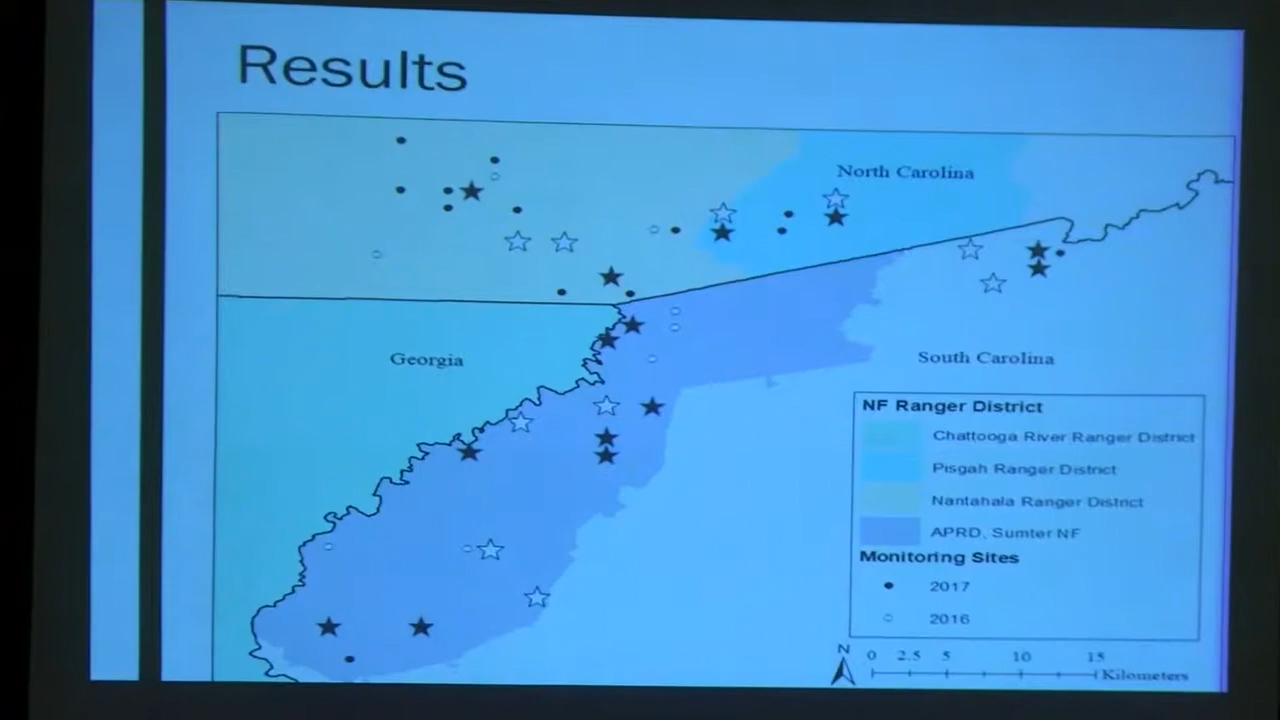 Results
North Carolina
Georgia
South Carolina
NF Ranger District
Chattooga River Ranger District
Pisgah Ranger District
Nantahala Ranger District
APRD, Sumter NF
Monitoring Sites
2017
2016
N
0 2.5 5 10 15
Kilometers